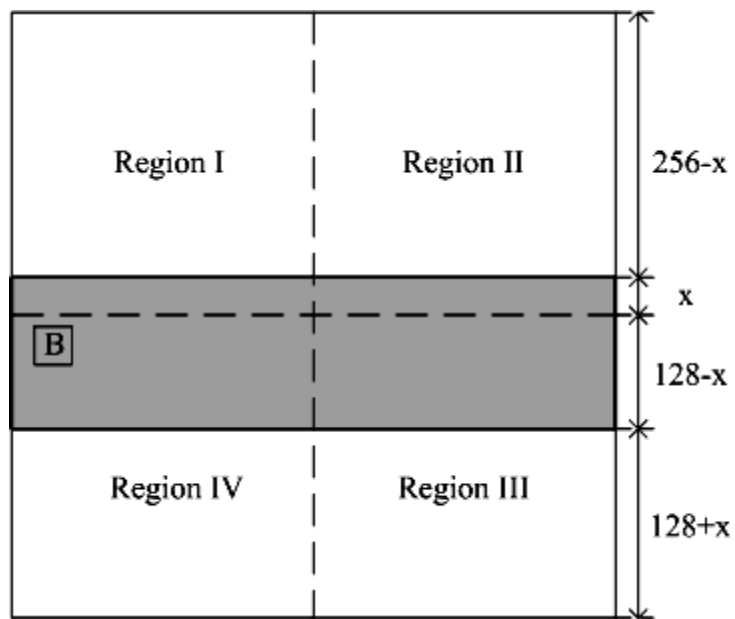 Region I
Region II
256-x
x
B
128-x
Region IV
Region III
128+x